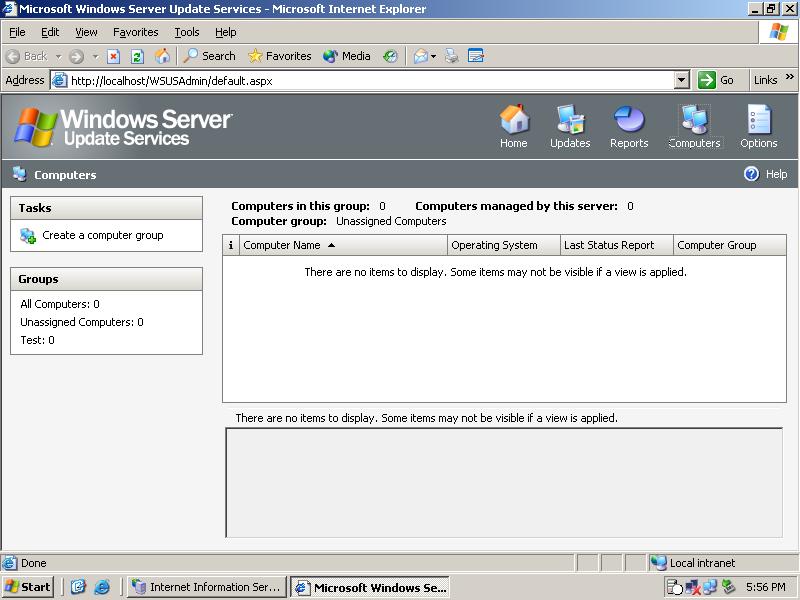 Microsoft Windows Server Update Services - Microsoft Internet Explorer
File Edit View Favorites Tools Help
Back Search Favorites Media
Address http://localhost/WSUSAdmin/default.aspx Go Links »
Windows Server
Update Services
Home Updates Reports Computers Options
Computers Help
Tasks
Create a computer group
Groups
All Computers: 0
Unassigned Computers: 0
Test: 0
Computers in this group: 0 Computers managed by this server: 0
Computer group: Unassigned Computers
i Computer Name Operating System Last Status Report Computer Group
There are no items to display. Some items may not be visible if a view is applied.
There are no items to display. Some items may not be visible if a view is applied.
Done Local intranet
Start Internet Information Ser... Microsoft Windows Se... 5:56 PM